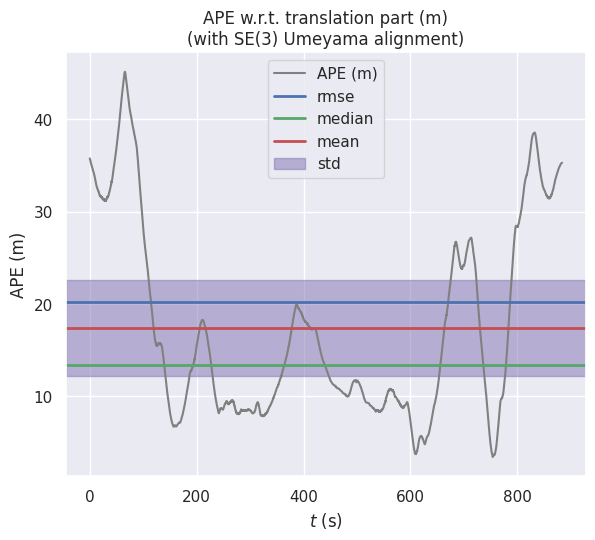 APE w.r.t. translation part (m)
(with SE(3) Umeyama alignment)
APE (m)
rmse
median
mean
std
APE (m)
40
30
20
10
0
200
400
600
800
t (s)